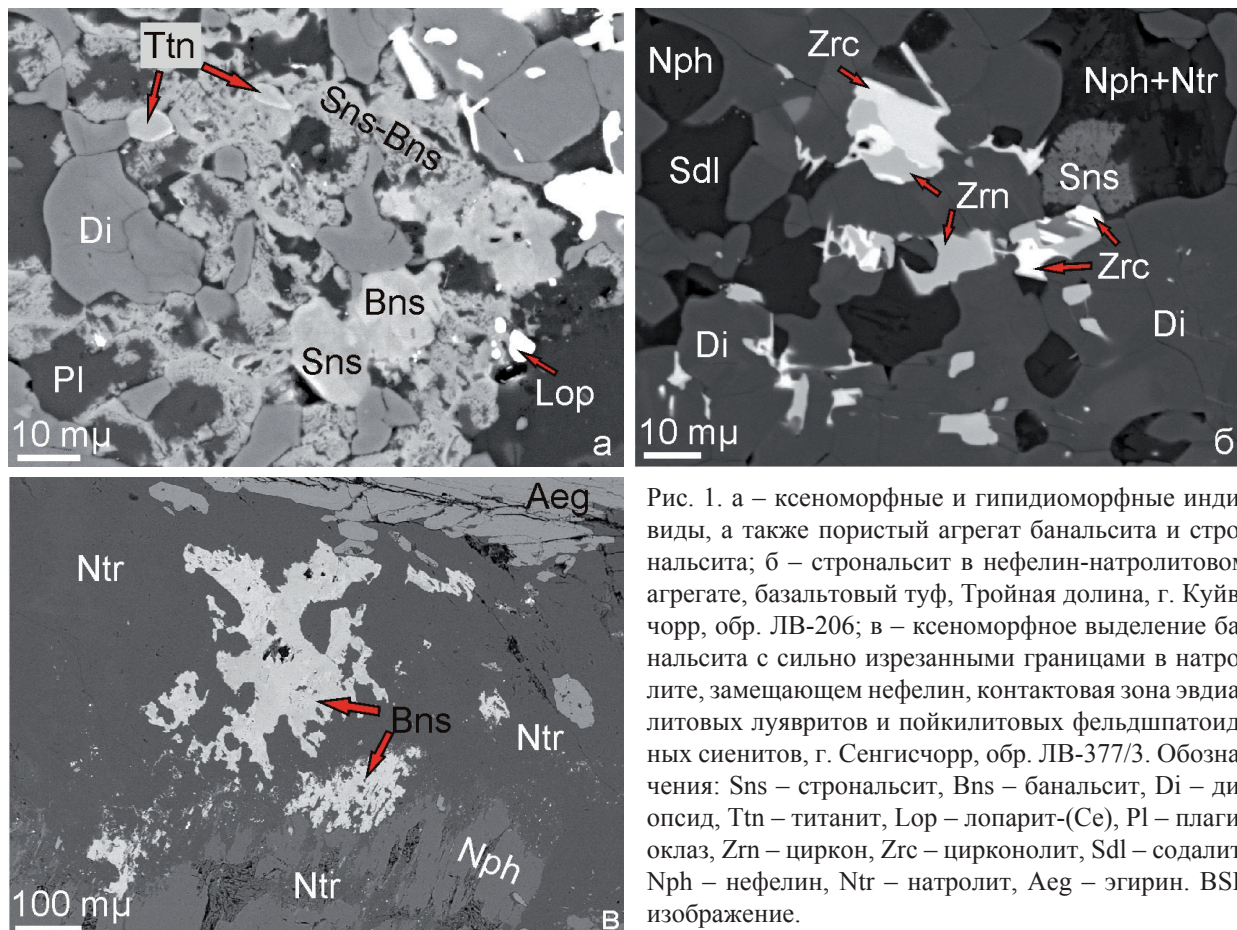 Ttn
Sns-Bns
Di
Bns
Sns
Pl
Lop
10 mµ
а
Zrc
Nph
Nph+Ntr
Sdl
Sns
Zrn
Zrc
Di
Di
10 mµ
б
Aeg
Ntr
Bns
Ntr
Nph
Ntr
100 mµ
в
Рис. 1. а – ксеноморфные и гипидиоморфные инди
виды, а также пористый агрегат банальсита и стро
нальсита; б – стрональсит в нефелин-натролитовом
агрегате, базальтовый туф, Тройная долина, г. Куйв
чорр, обр. ЛВ-206; в – ксеноморфное выделение ба
нальсита с сильно изрезанными границами в натро
лите, замещающем нефелин, контактовая зона эвдиа
литовых луявритов и пойкилитовых фельдшпатоид
ных сиенитов, г. Сенгисчорр, обр. ЛВ-377/3. Обозна
чения: Sns – стрональсит, Bns – банальсит, Di – ди
опсид, Ttn – титанит, Lop – лопарит-(Ce), Pl – плаги
оклаз, Zrn – циркон, Zrc – цирконолит, Sdl – содалит
Nph – нефелин, Ntr – натролит, Aeg – эгирин. BSI
изображение.